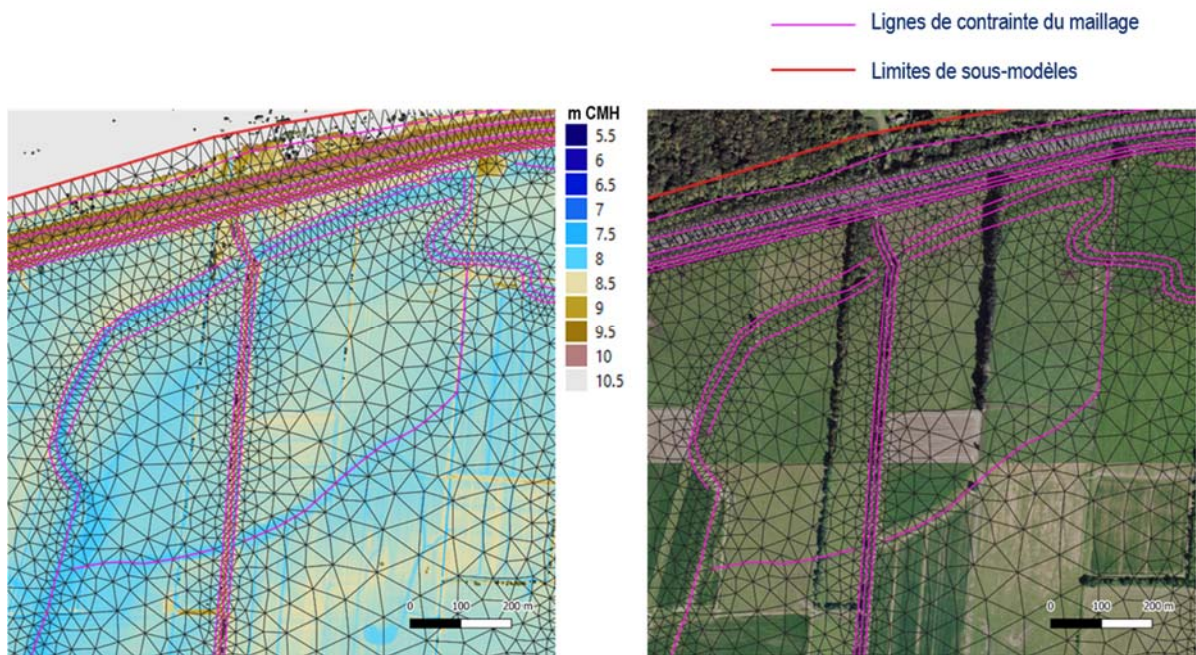 Lignes de contrainte du maillage
Limites de sous-modèles
m CMH
5.5
6
6.5
7
7.5
8
8.5
9
9.5
10
10.5
0 100 200 m
0 100 200 m